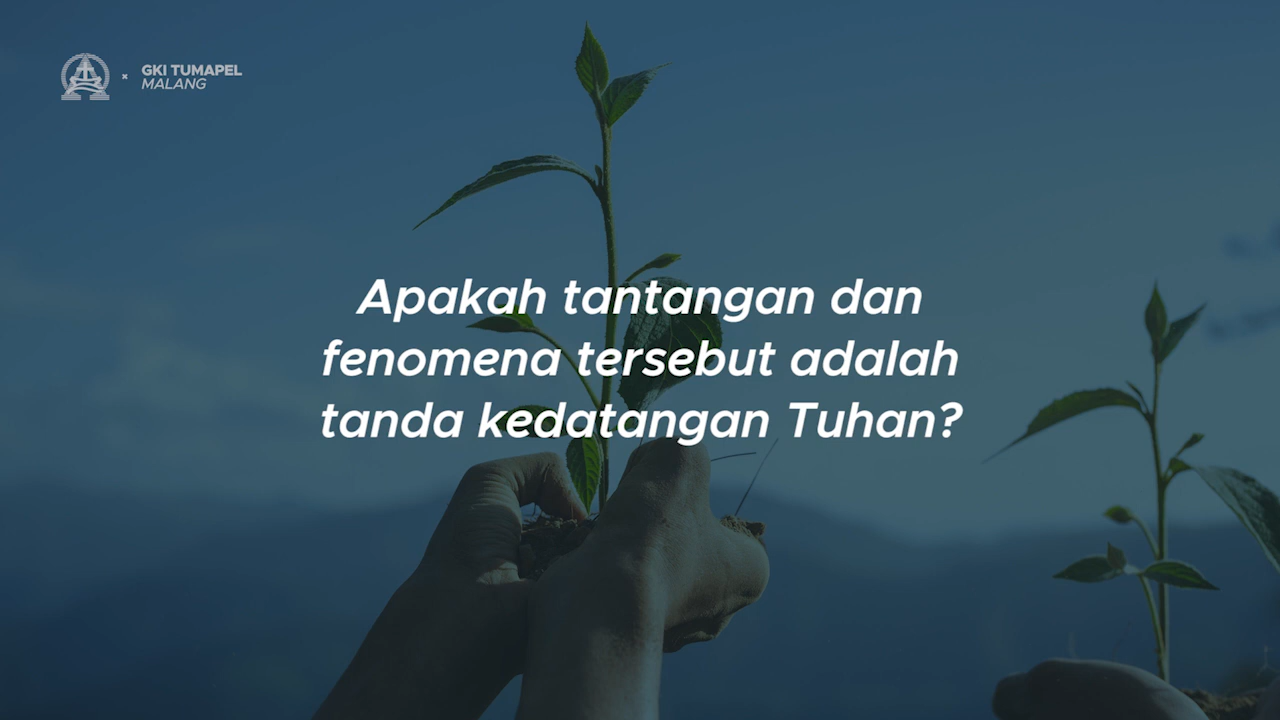 GKI TUMAPEL
MALANG
Apakah tantangan dan
fenomena tersebut adalah
tanda kedatangan Tuhan?